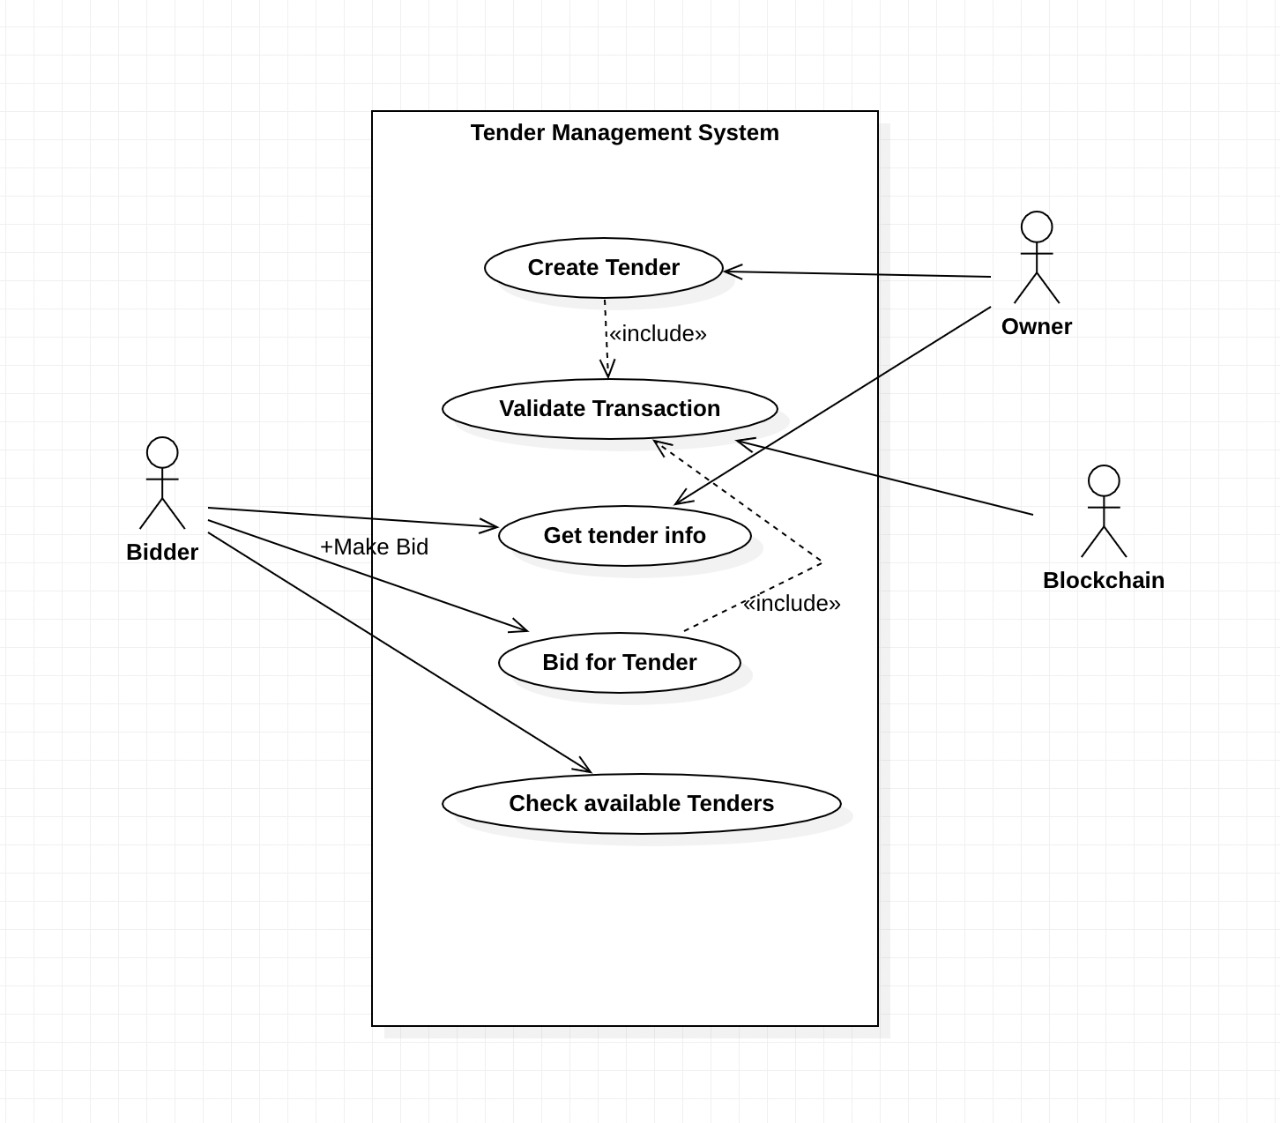 Tender Management System
Create Tender
«include»
Owner
Validate Transaction
Bidder
Get tender info
+Make Bid
Blockchain
«include»
Bid for Tender
Check available Tenders